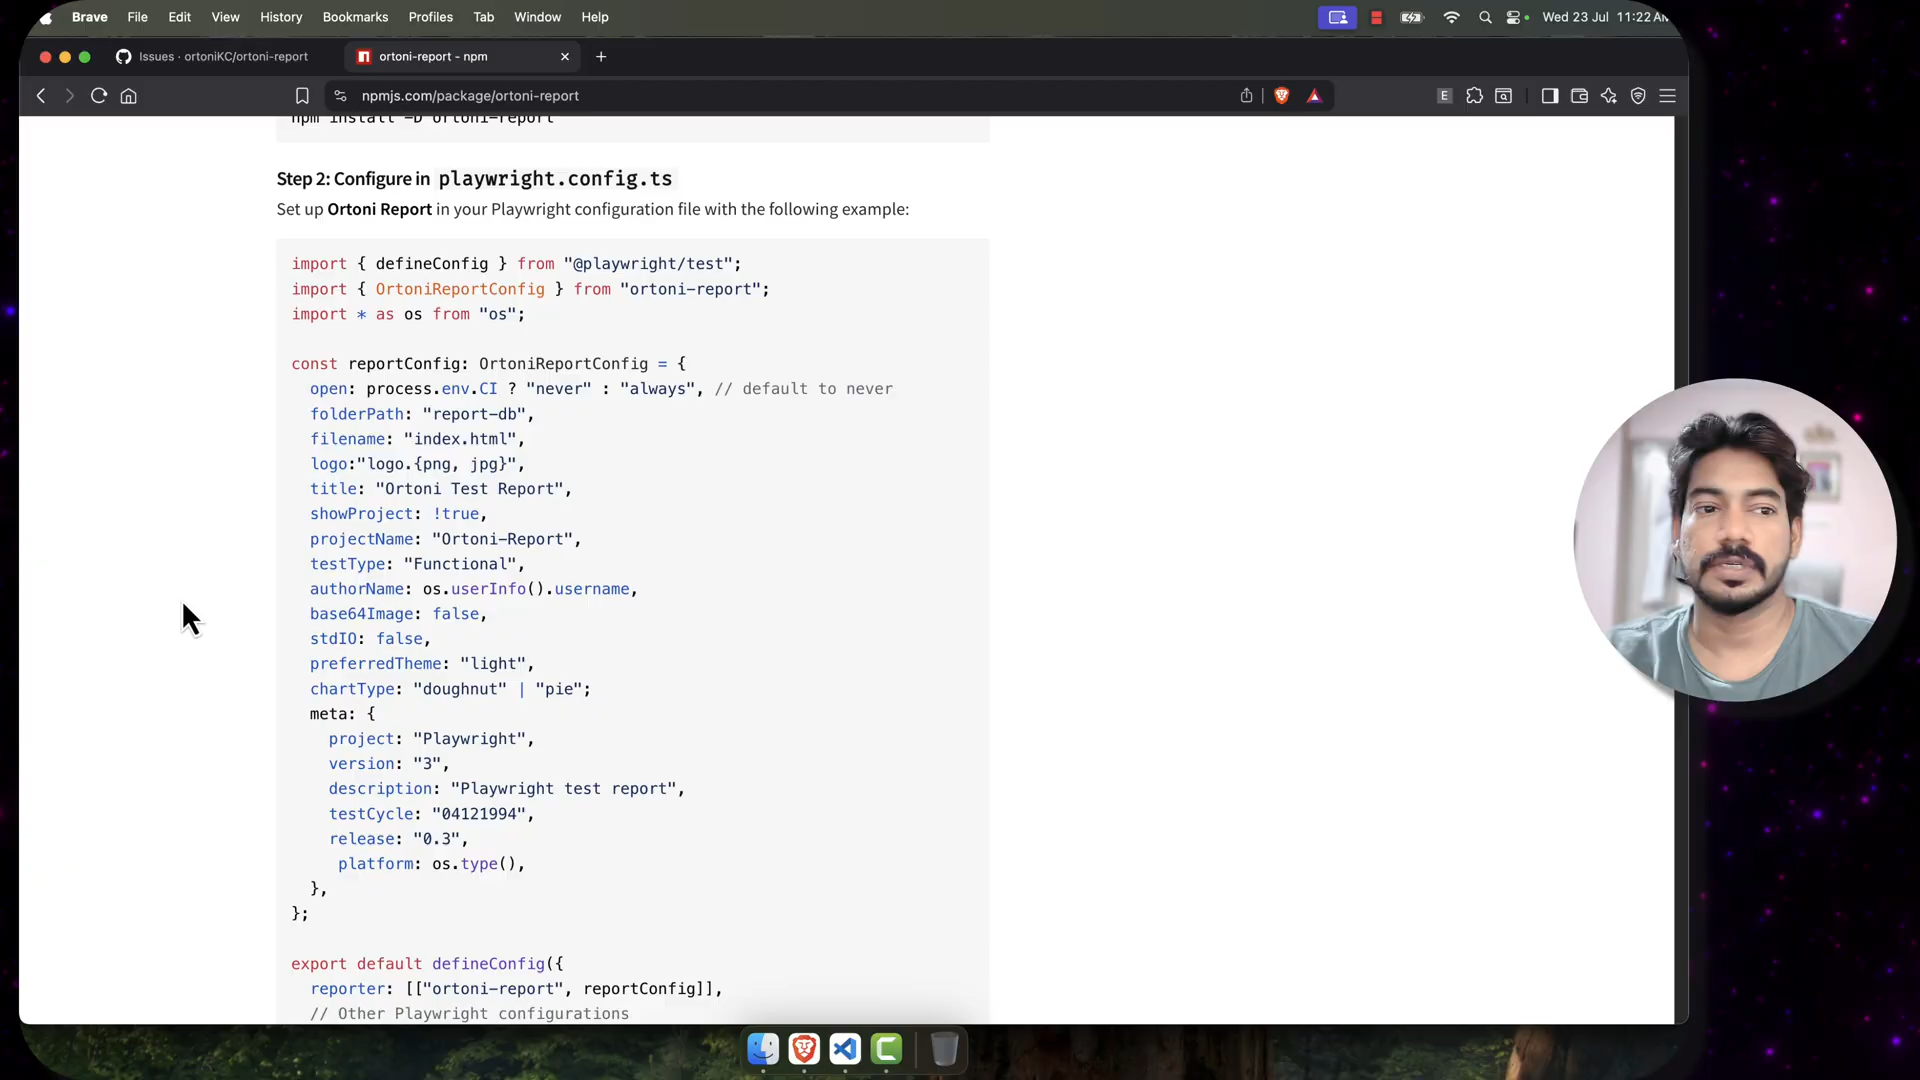 Brave File Edit View History Bookmarks Profiles Tab Window Help
Wed 23 Jul 11:22 AM
Issues · ortoniKC/ortoni-report
ortoni-report - npm
npmjs.com/package/ortoni-report
E
npm install -D ortoni-report
Step 2: Configure in playwright.config.ts
Set up Ortoni Report in your Playwright configuration file with the following example:
import { defineConfig } from "@playwright/test";
import { OrtoniReportConfig } from "ortoni-report";
import * as os from "os";
const reportConfig: OrtoniReportConfig = {
open: process.env.CI ? "never" : "always", // default to never
folderPath: "report-db",
filename: "index.html",
logo:"logo.{png, jpg}",
title: "Ortoni Test Report",
showProject: !true,
projectName: "Ortoni-Report",
testType: "Functional",
authorName: os.userInfo().username,
base64Image: false,
stdIO: false,
preferredTheme: "light",
chartType: "doughnut" | "pie";
meta: {
project: "Playwright",
version: "3",
description: "Playwright test report",
testCycle: "04121994",
release: "0.3",
platform: os.type(),
},
};
export default defineConfig({
reporter: [["ortoni-report", reportConfig]],
// Other Playwright configurations